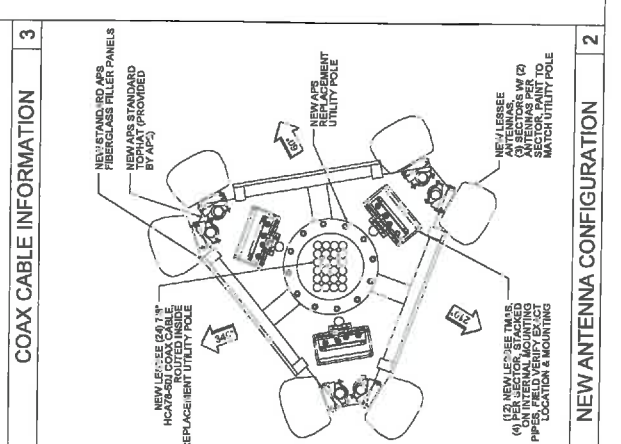 COAX CABLE INFORMATION
3
NEW STANDARD APS
FIBERGLASS FILLER PANELS
NEW APS STANDARD
TOPHAT (PROVIDED
BY APS)
NEW APS
REPLACEMENT
UTILITY POLE
NEW LESSEE (24) 7/8"
HCA78-50J COAX CABLE,
ROUTED INSIDE
REPLACEMENT UTILITY POLE
NEW LESSEE
ANTENNAS,
(3) SECTORS W/ (2)
ANTENNAS PER
SECTOR, PAINT TO
MATCH UTILITY POLE
(12) NEW LESSEE TMA'S,
(4) PER SECTOR, STACKED
ON INTERNAL MOUNTING
PIPES, FIELD VERIFY EXACT
LOCATION & MOUNTING
NEW ANTENNA CONFIGURATION
2